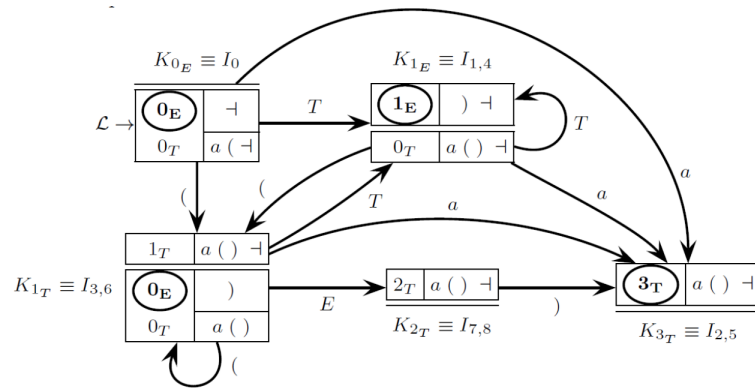 K0E ≡ I0
K1E ≡ I1,4
0E ⊣
1E ) ⊣
ℒ →
T
T
0T a ( ⊣
0T a ( ) ⊣
(
(
T
a
a
a
1T a ( ) ⊣
K1T ≡ I3,6
0E )
2T a ( ) ⊣
3T a ( ) ⊣
E
)
0T a ( )
K2T ≡ I7,8
K3T ≡ I2,5
(